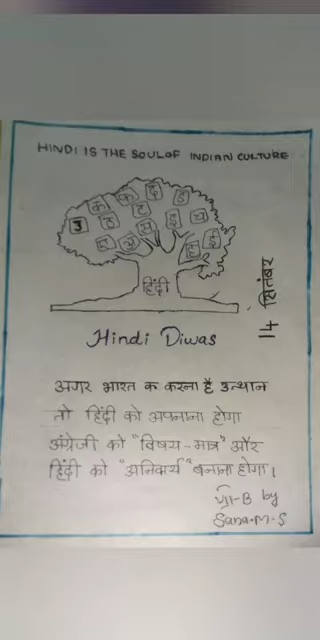 HINDI IS THE SOUL OF INDIAN CULTURE
हिंदी
14 सितंबर
Hindi Diwas
अगर भारत क करना है उत्थान
तो हिंदी को अपनाना होगा
अंग्रेजी को "विषय-मात्र" और
हिंदी को "अनिवार्य" बनाना होगा।
VII-B by
Sana.M.S